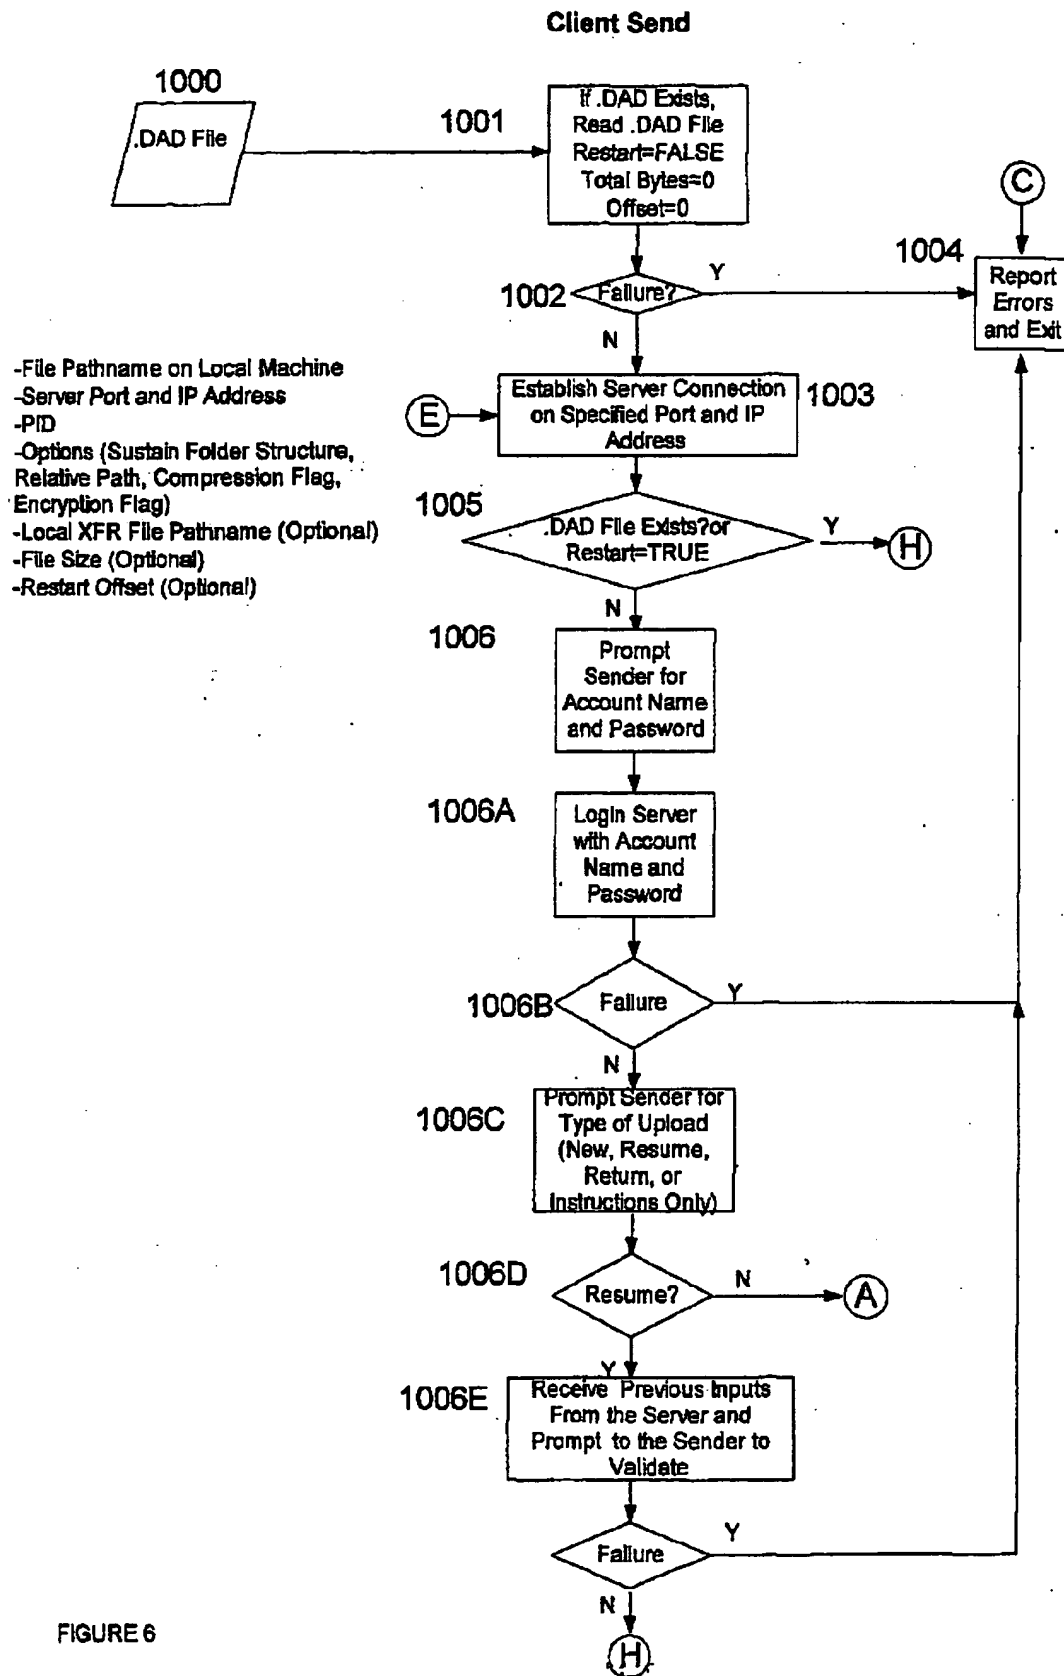 Client Send
1000
.DAD File
1001
If .DAD Exists,
Read .DAD File
Restart=FALSE
Total Bytes=0
Offset=0
C
1004
Report
Errors
and Exit
1002
Failure?
Y
N
-File Pathname on Local Machine
-Server Port and IP Address
-PID
-Options (Sustain Folder Structure,
Relative Path, Compression Flag,
Encryption Flag)
-Local XFR File Pathname (Optional)
-File Size (Optional)
-Restart Offset (Optional)
E
Establish Server Connection
on Specified Port and IP
Address
1003
1005
.DAD File Exists?or
Restart=TRUE
Y
H
N
1006
Prompt
Sender for
Account Name
and Password
1006A
Login Server
with Account
Name and
Password
1006B
Failure
Y
N
1006C
Prompt Sender for
Type of Upload
(New, Resume,
Return, or
Instructions Only)
1006D
Resume?
N
A
Y
1006E
Receive Previous Inputs
From the Server and
Prompt to the Sender to
Validate
Failure
Y
N
H
FIGURE 6